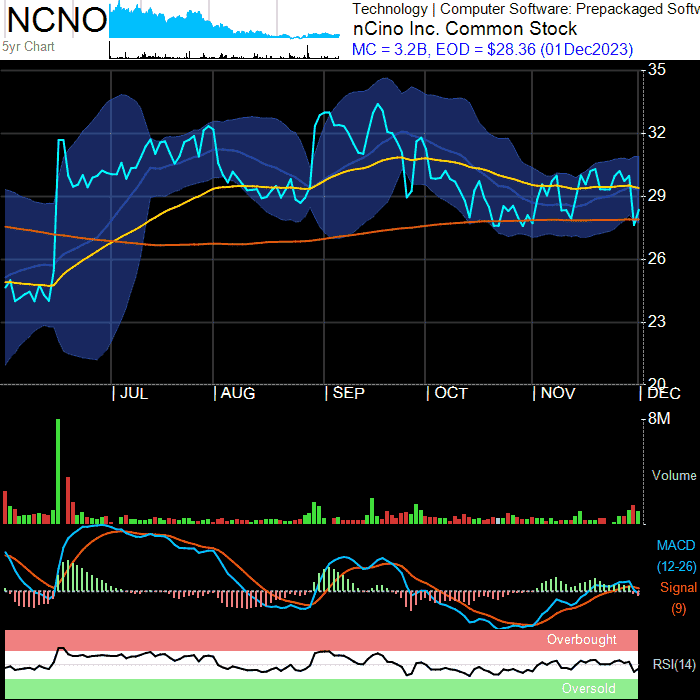 NCNO
5yr Chart
Technology | Computer Software: Prepackaged Softw
nCino Inc. Common Stock
MC = 3.2B, EOD = $28.36 (01Dec2023)
35
32
29
26
23
20
| JUL | AUG | SEP | OCT | NOV | DEC
8M
Volume
MACD
(12-26)
Signal
(9)
Overbought
RSI(14)
Oversold